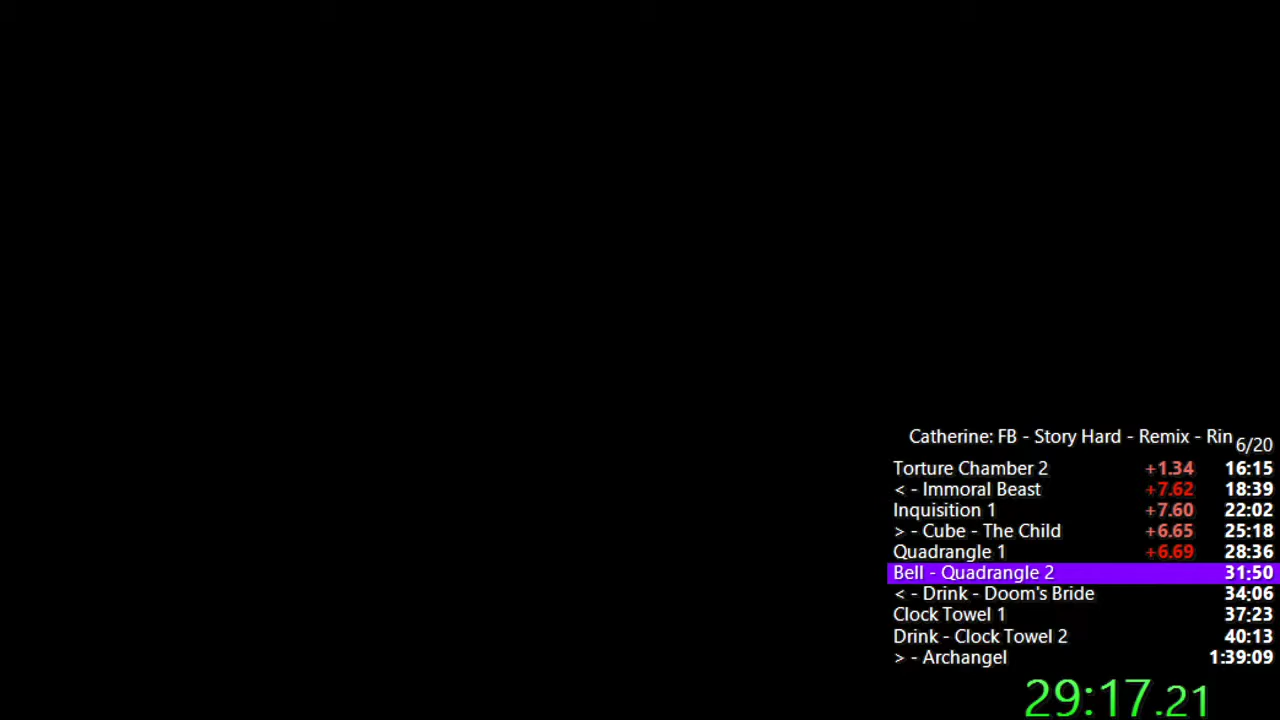 Catherine: FB - Story Hard - Remix - Rin 6/20
Torture Chamber 2 +1.34 16:15
< - Immoral Beast +7.62 18:39
Inquisition 1 +7.60 22:02
> - Cube - The Child +6.65 25:18
Quadrangle 1 +6.69 28:36
Bell - Quadrangle 2 31:50
< - Drink - Doom's Bride 34:06
Clock Towel 1 37:23
Drink - Clock Towel 2 40:13
> - Archangel 1:39:09
29:17.21